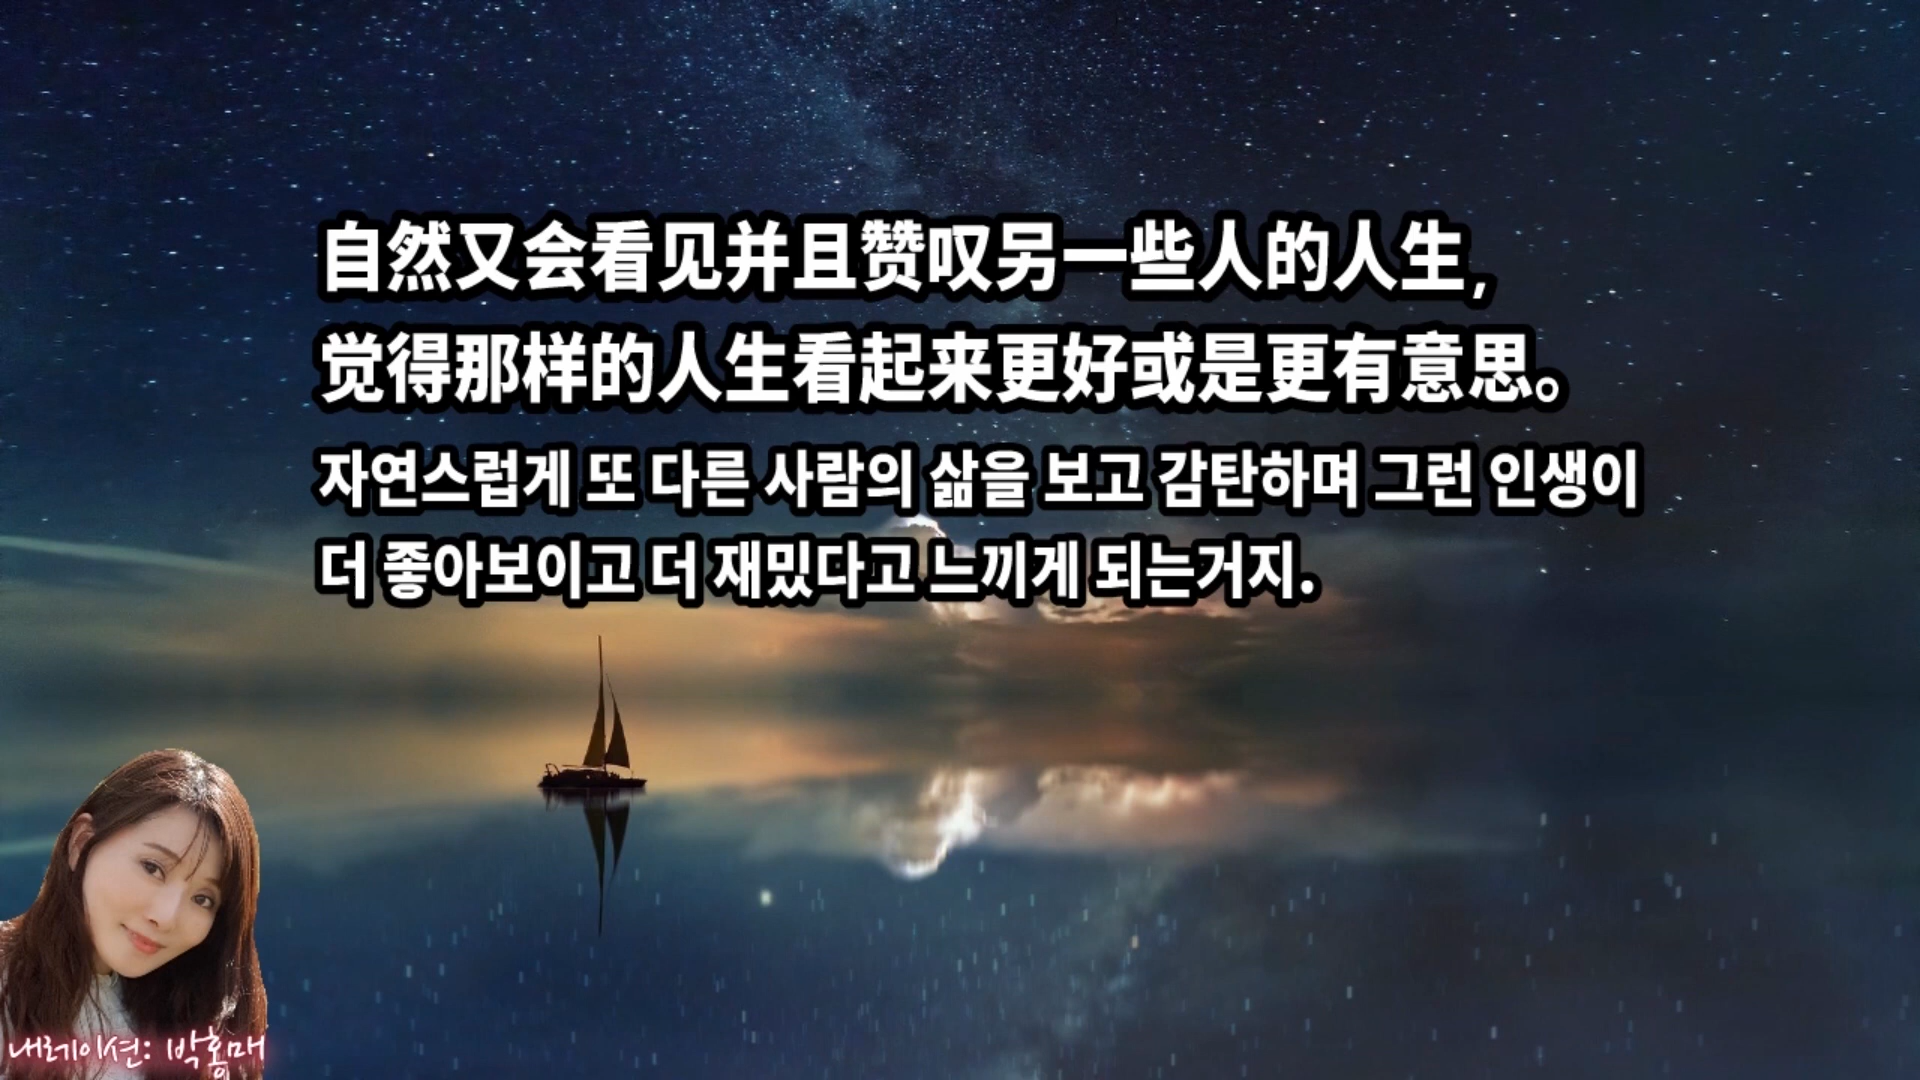 自然又会看见并且赞叹另一些人的人生，
觉得那样的人生看起来更好或是更有意思。
자연스럽게 또 다른 사람의 삶을 보고 감탄하며 그런 인생이
더 좋아보이고 더 재밌다고 느끼게 되는거지.
내레이션: 박홍매